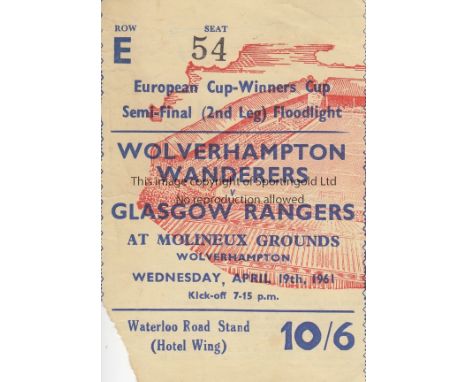 ROW SEAT
E 54
European Cup-Winners Cup
Semi-Final (2nd Leg) Floodlight
WOLVERHAMPTON
WANDERERS
This image copyright of Sportingold Ltd
v
No reproduction allowed
GLASGOW RANGERS
AT MOLINEUX GROUNDS
WOLVERHAMPTON
WEDNESDAY, APRIL 19th, 1961
Kick-off 7-15 p.m.
Waterloo Road Stand
(Hotel Wing) 10/6